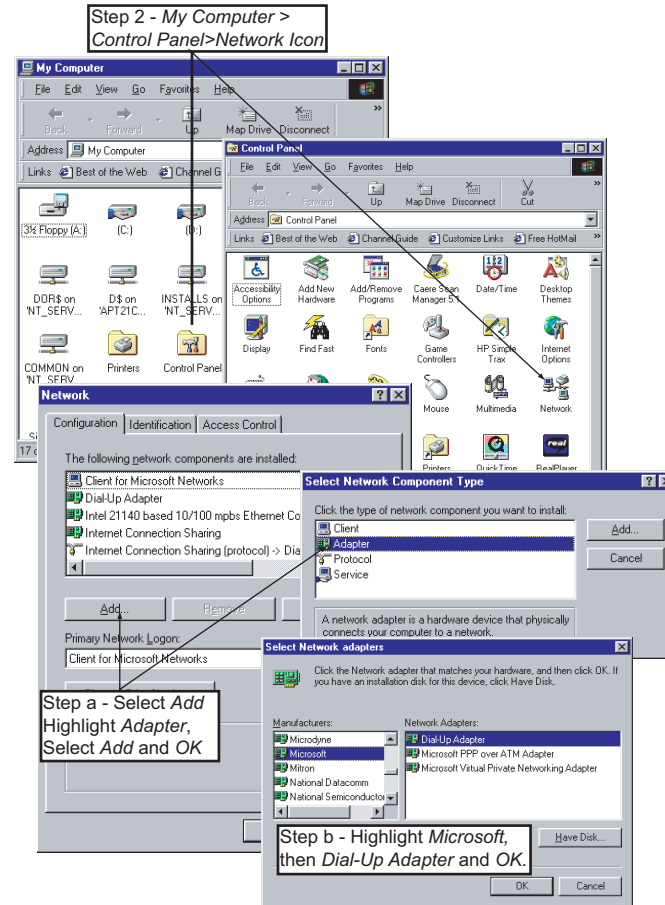 Step 2 - My Computer >
Control Panel>Network Icon
My Computer
File Edit View Go Favorites Help
Back Forward Up Map Drive Disconnect »
Address My Computer
Links Best of the Web Channel G
3½ Floppy (A:) (C:) (D:)
DOR$ on 'NT_SERV... D$ on 'APT21C... INSTALLS on 'NT_SERV...
COMMON on 'NT_SERV Printers Control Panel
17
Control Panel
File Edit View Go Favorites Help
Back Forward Up Map Drive Disconnect Cut »
Address Control Panel
Links Best of the Web Channel Guide Customize Links Free HotMail »
Accessibility Options Add New Hardware Add/Remove Programs Caere Scan Manager 5.1 Date/Time Desktop Themes
Display Find Fast Fonts Game Controllers HP Simple Trax Internet Options
Mouse Multimedia Network
Printers QuickTime RealPlayer
real
Network
Configuration Identification Access Control
The following network components are installed:
Client for Microsoft Networks
Dial-Up Adapter
Intel 21140 based 10/100 mpbs Ethernet Co
Internet Connection Sharing
Internet Connection Sharing (protocol) -> Dia
Add... Remove
Primary Network Logon:
Client for Microsoft Networks
Step a - Select Add
Highlight Adapter,
Select Add and OK
Select Network Component Type
Click the type of network component you want to install:
Client
Adapter
Protocol
Service
Add...
Cancel
A network adapter is a hardware device that physically
connects your computer to a network.
Select Network adapters
Click the Network adapter that matches your hardware, and then click OK. If
you have an installation disk for this device, click Have Disk.
Manufacturers:
Microdyne
Microsoft
Mitron
National Datacomm
National Semiconductor
Network Adapters:
Dial-Up Adapter
Microsoft PPP over ATM Adapter
Microsoft Virtual Private Networking Adapter
Step b - Highlight Microsoft,
then Dial-Up Adapter and OK.
Have Disk...
OK Cancel